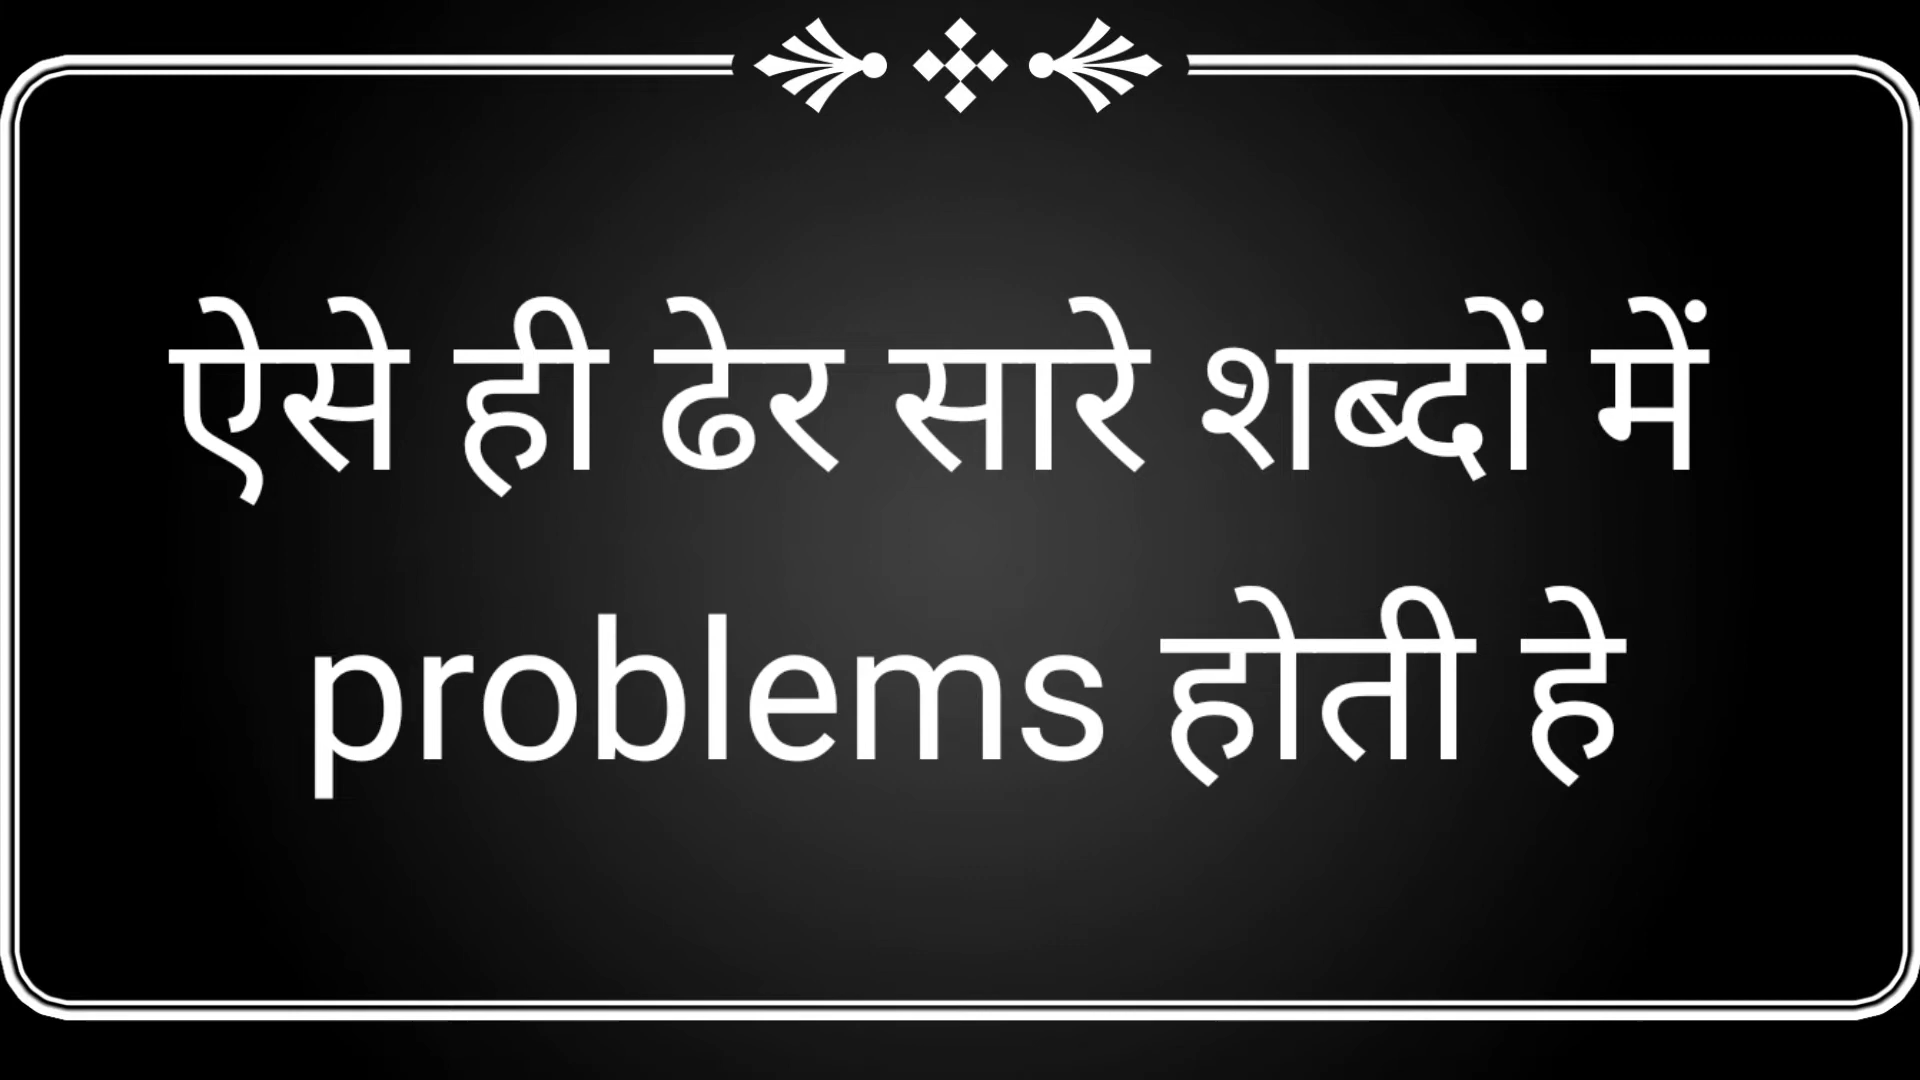 ऐसे ही ढेर सारे शब्दों में
problems होती हे